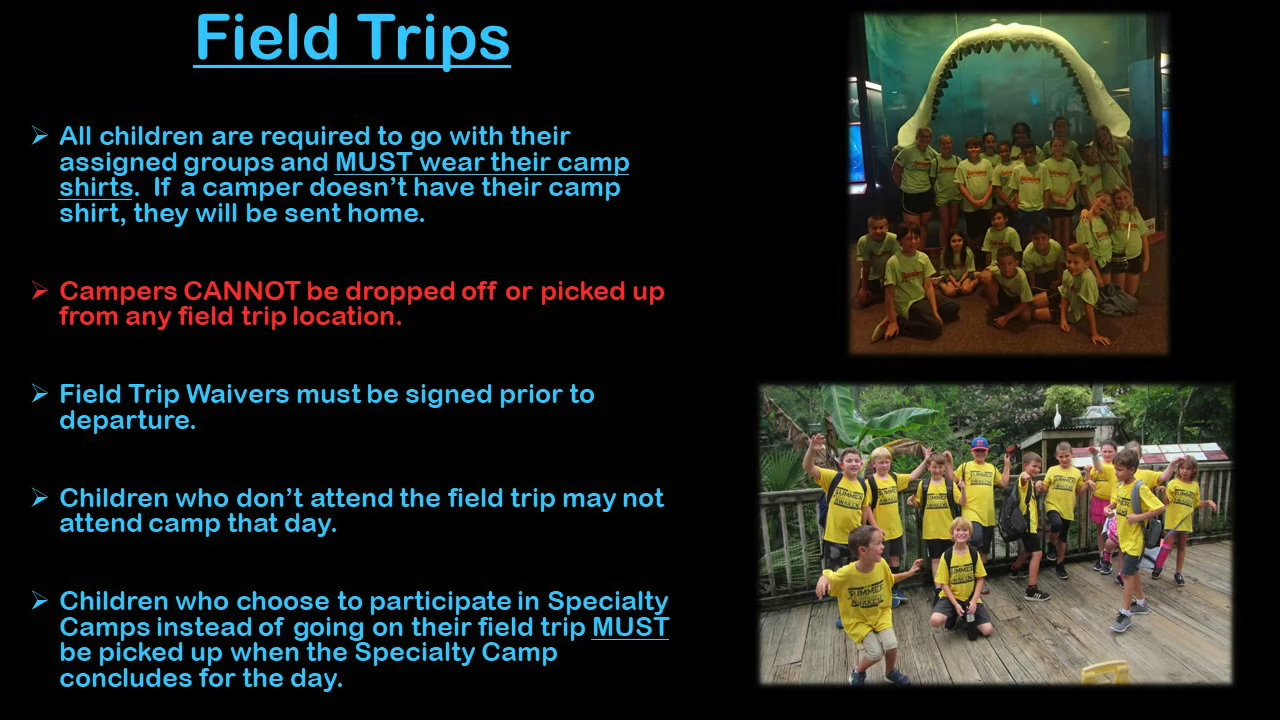 Field Trips
All children are required to go with their
assigned groups and MUST wear their camp
shirts.  If a camper doesn't have their camp
shirt, they will be sent home.
Campers CANNOT be dropped off or picked up
from any field trip location.
Field Trip Waivers must be signed prior to
departure.
Children who don't attend the field trip may not
attend camp that day.
Children who choose to participate in Specialty
Camps instead of going on their field trip MUST
be picked up when the Specialty Camp
concludes for the day.
SUMMER
AWAKEN